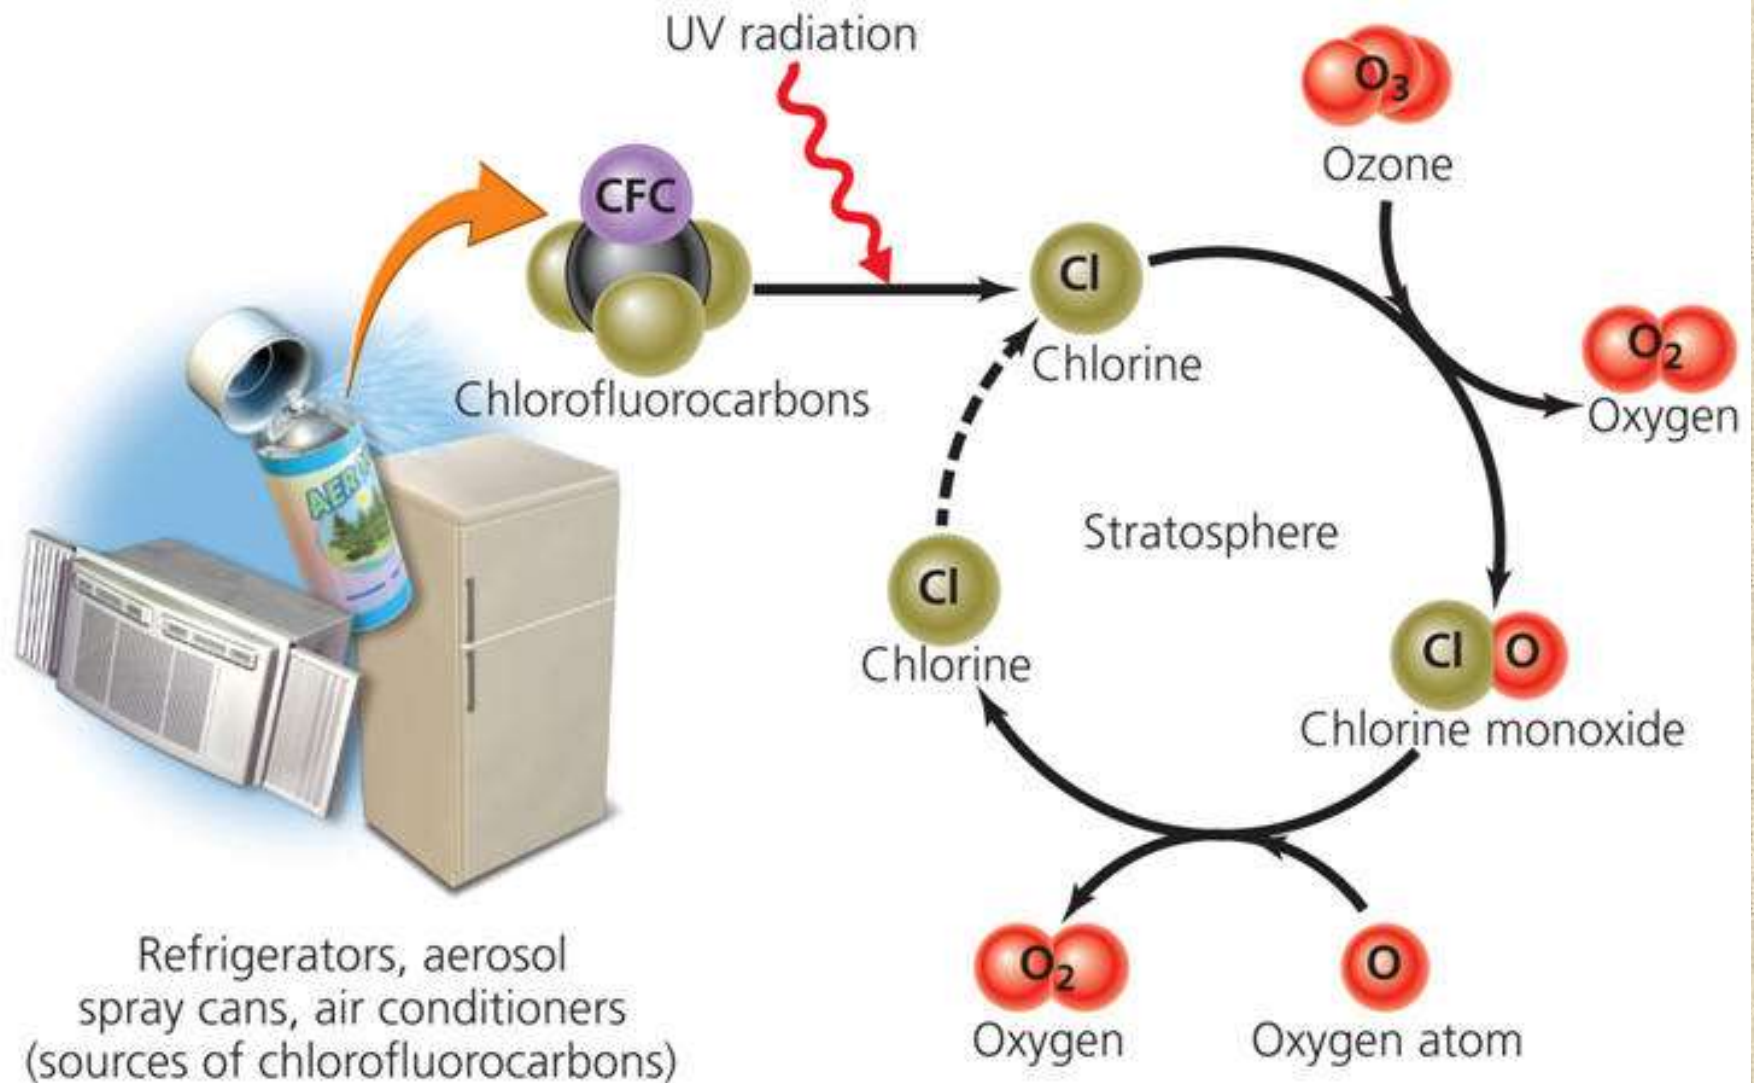 UV radiation
O₃
Ozone
CFC
Cl
O₂
Chlorine
Chlorofluorocarbons
Oxygen
Stratosphere
Cl
Cl O
Chlorine
Chlorine monoxide
O₂
O
Oxygen
Oxygen atom
Refrigerators, aerosol
spray cans, air conditioners
(sources of chlorofluorocarbons)